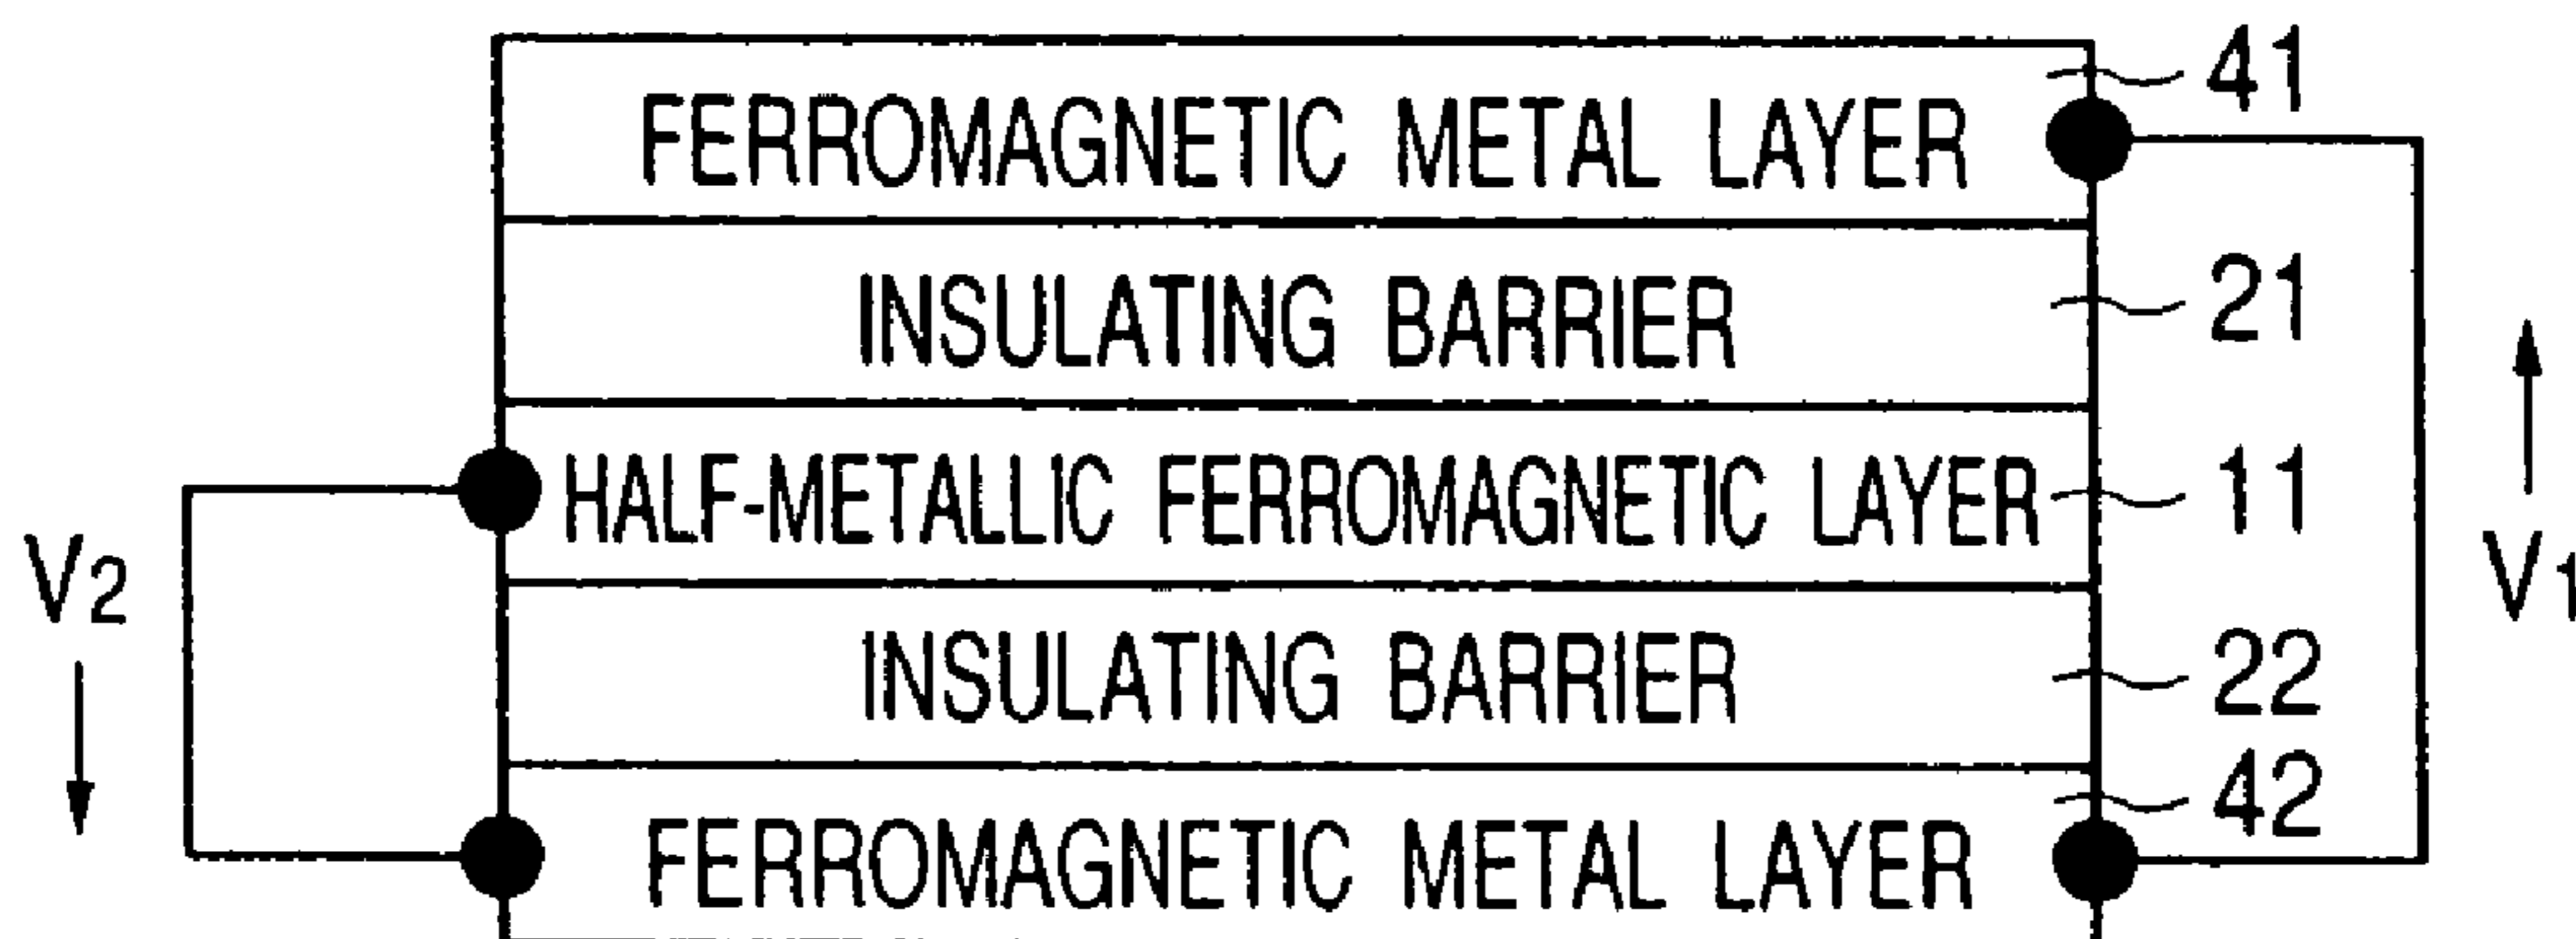 FERROMAGNETIC METAL LAYER 41
INSULATING BARRIER 21
HALF-METALLIC FERROMAGNETIC LAYER 11
V2
V1
INSULATING BARRIER 22
FERROMAGNETIC METAL LAYER 42